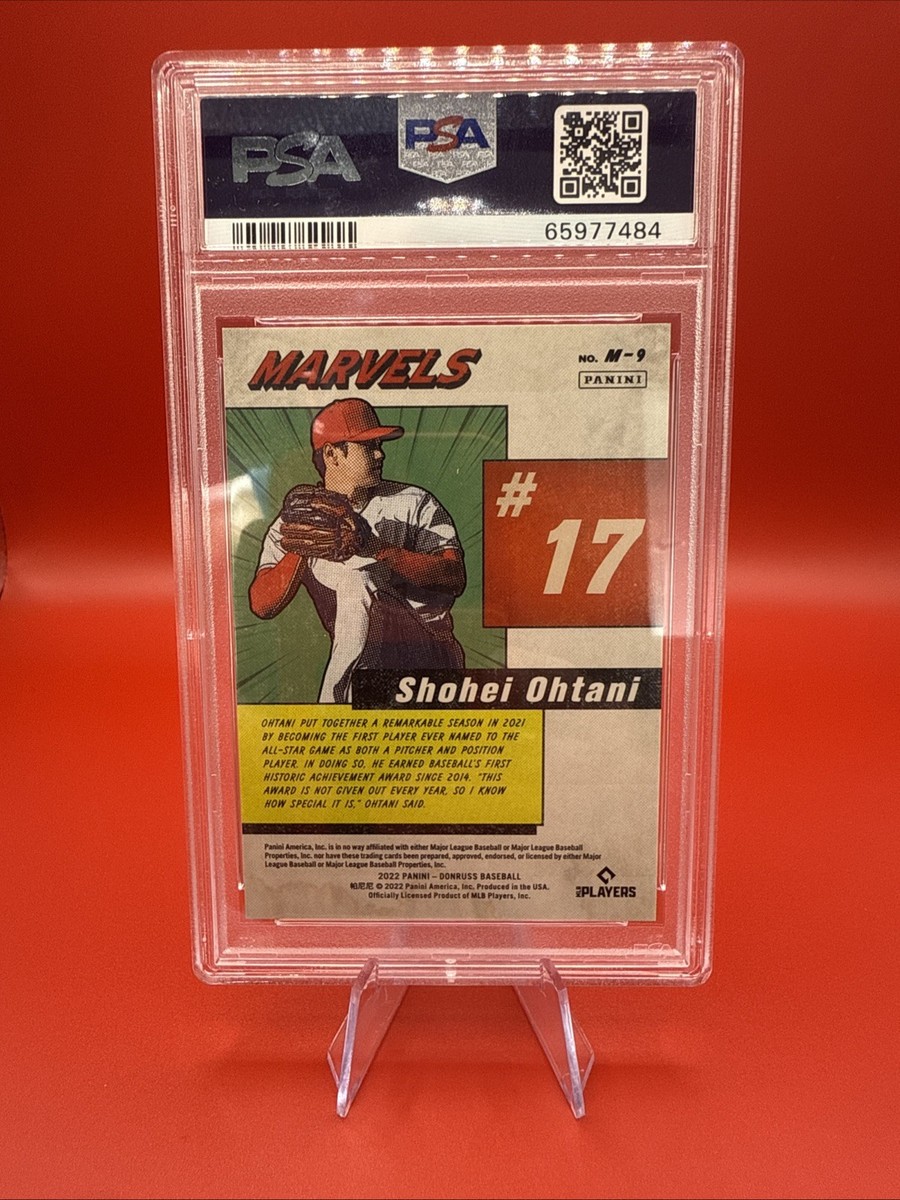 PSA
PSA
65977484
MARVELS
NO. M-9
PANINI
#
17
Shohei Ohtani
OHTANI PUT TOGETHER A REMARKABLE SEASON IN 2021
BY BECOMING THE FIRST PLAYER EVER NAMED TO THE
ALL-STAR GAME AS BOTH A PITCHER AND POSITION
PLAYER. IN DOING SO, HE EARNED BASEBALL'S FIRST
HISTORIC ACHIEVEMENT AWARD SINCE 2014. "THIS
AWARD IS NOT GIVEN OUT EVERY YEAR, SO I KNOW
HOW SPECIAL IT IS," OHTANI SAID.
Panini America, Inc. is in no way affiliated with either Major League Baseball or Major League Baseball
Properties, Inc. nor have these trading cards been prepared, approved, endorsed, or licensed by either Major
League Baseball or Major League Baseball Properties, Inc.
2022 PANINI – DONRUSS BASEBALL
帕尼尼 © 2022 Panini America, Inc. Produced in the USA.
Officially Licensed Product of MLB Players, Inc.
MLB PLAYERS
PSA